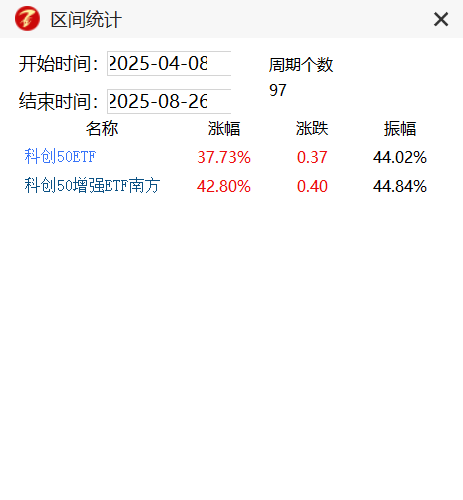 区间统计
开始时间： 2025-04-08 周期个数
结束时间： 2025-08-26 97
名称 涨幅 涨跌 振幅
科创50ETF 37.73% 0.37 44.02%
科创50增强ETF南方 42.80% 0.40 44.84%